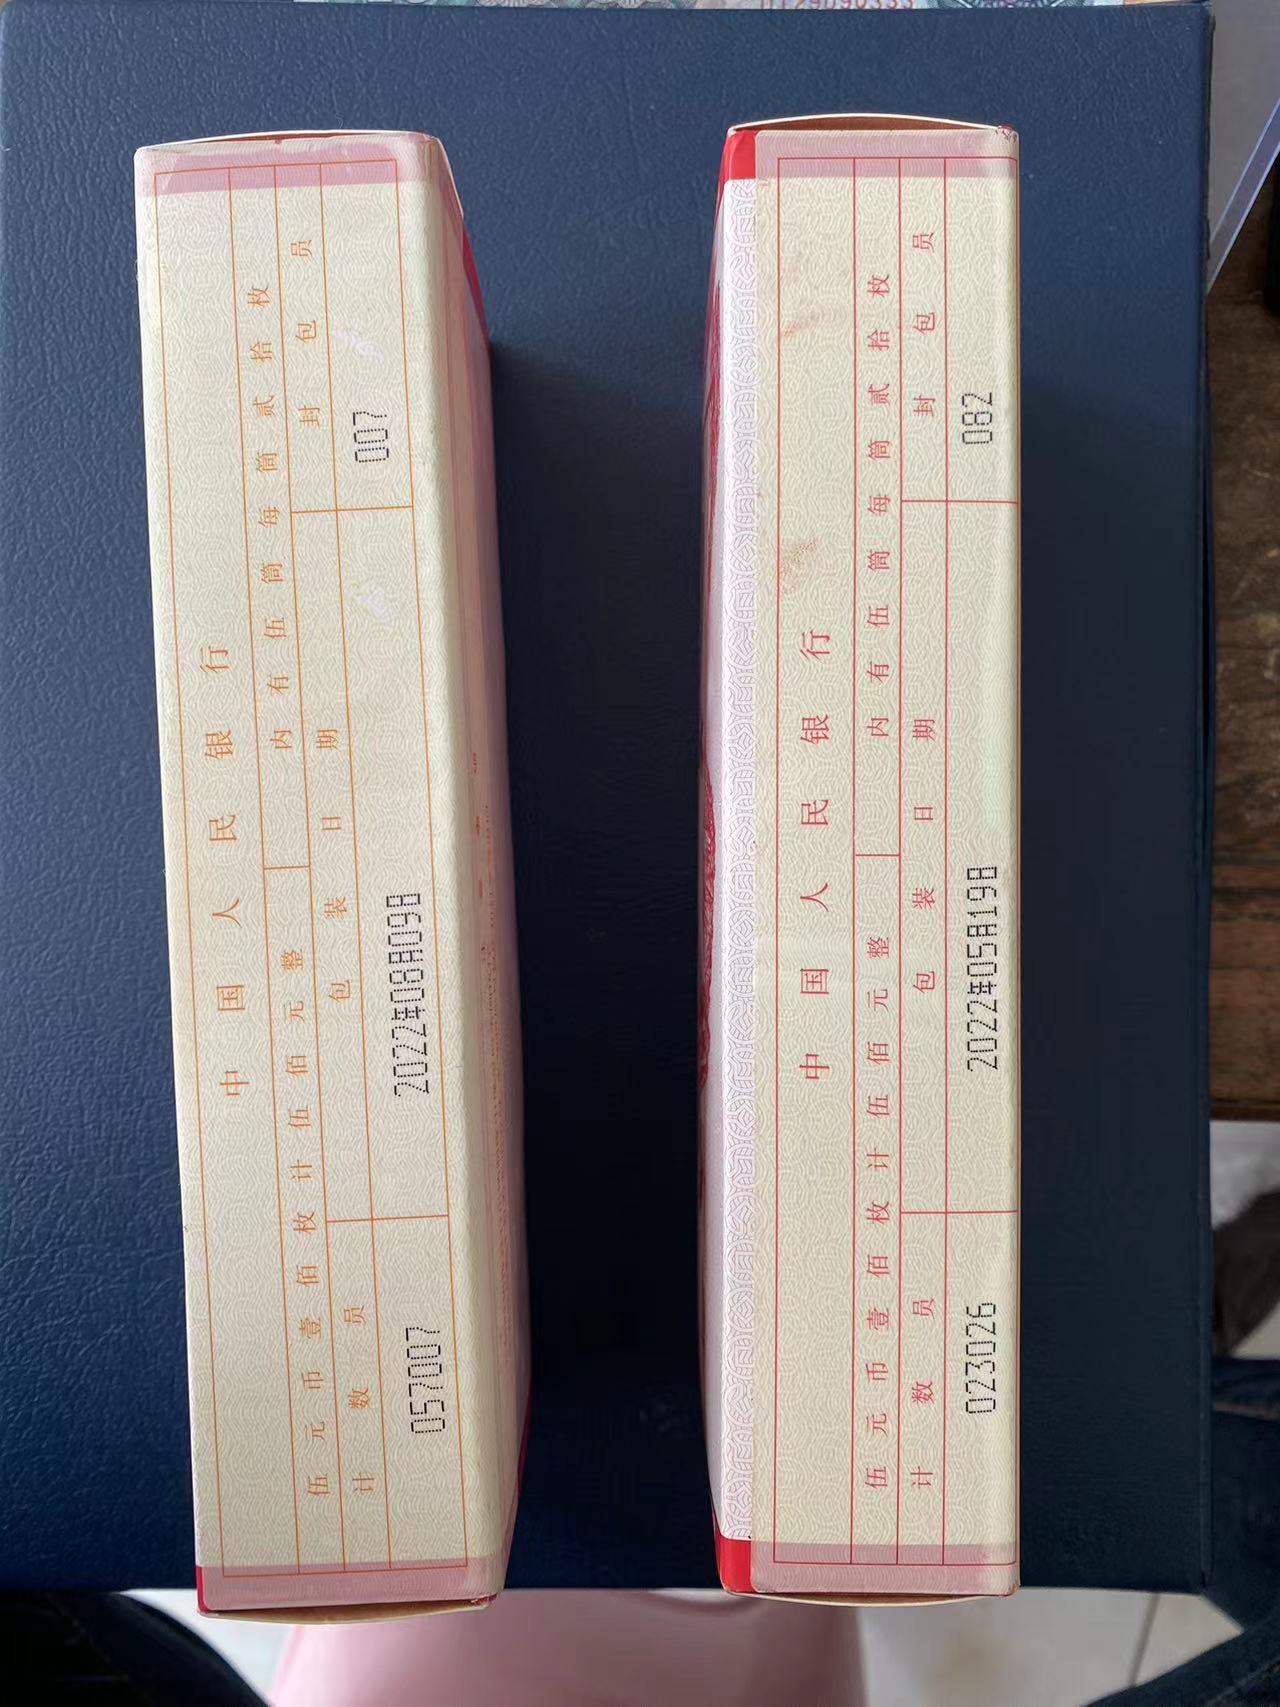 中国人民银行
伍元币壹佰枚计伍佰元整 内有伍筒每筒贰拾枚
计数员 包装日期 封包员
057007 2022年08月09日 007
中国人民银行
伍元币壹佰枚计伍佰元整 内有伍筒每筒贰拾枚
计数员 包装日期 封包员
023026 2022年05月19日 082